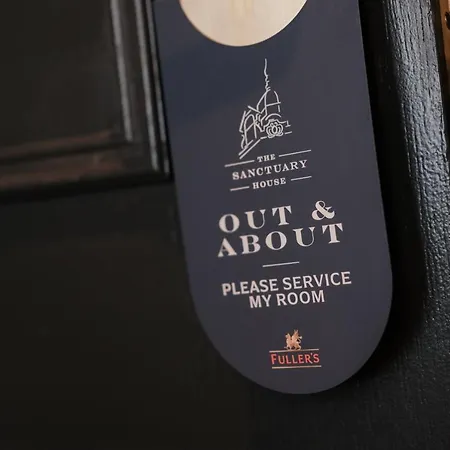 THE
SANCTUARY
HOUSE
OUT &
ABOUT
PLEASE SERVICE
MY ROOM
FULLER'S